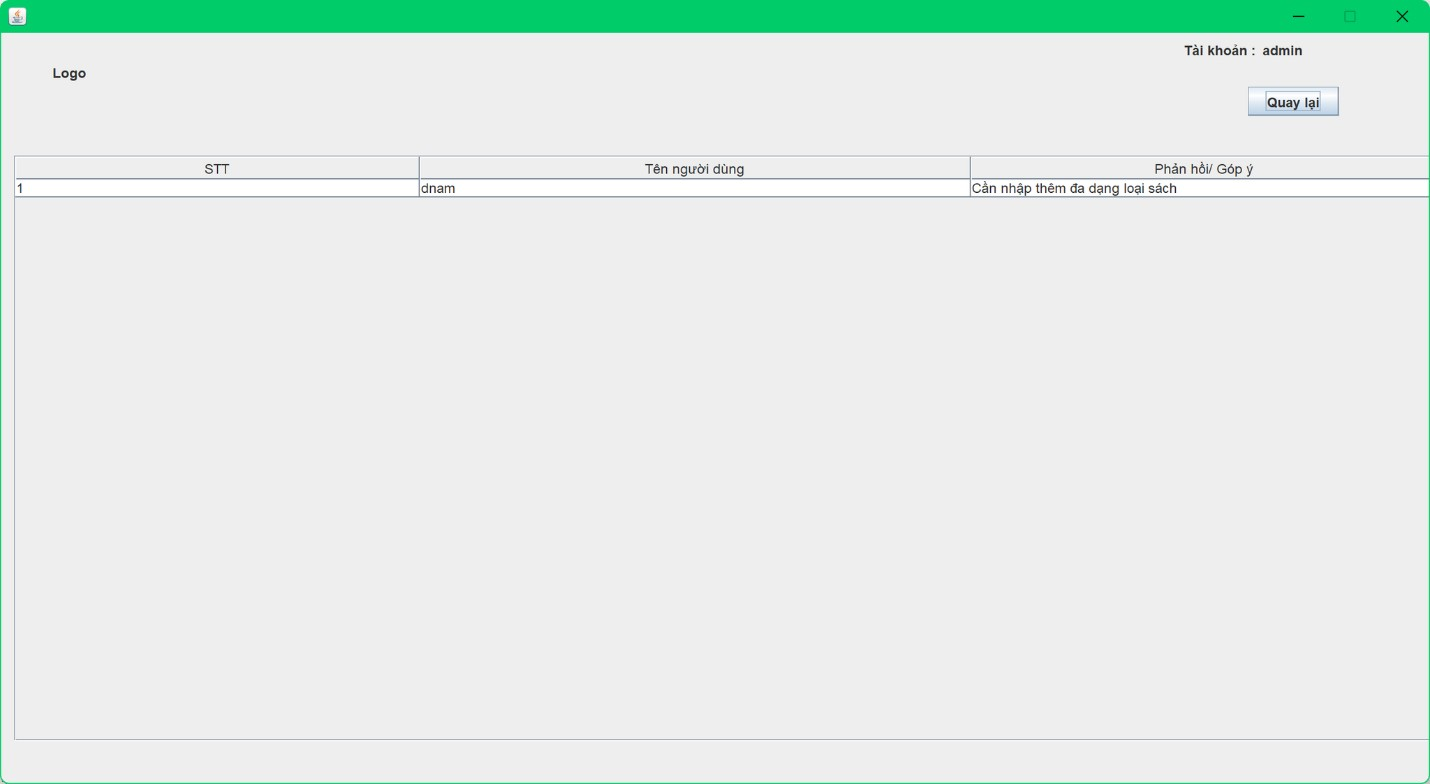 Tài khoản : admin
Logo
Quay lại
STT Tên người dùng Phản hồi/ Góp ý
1 dnam Cần nhập thêm đa dạng loại sách